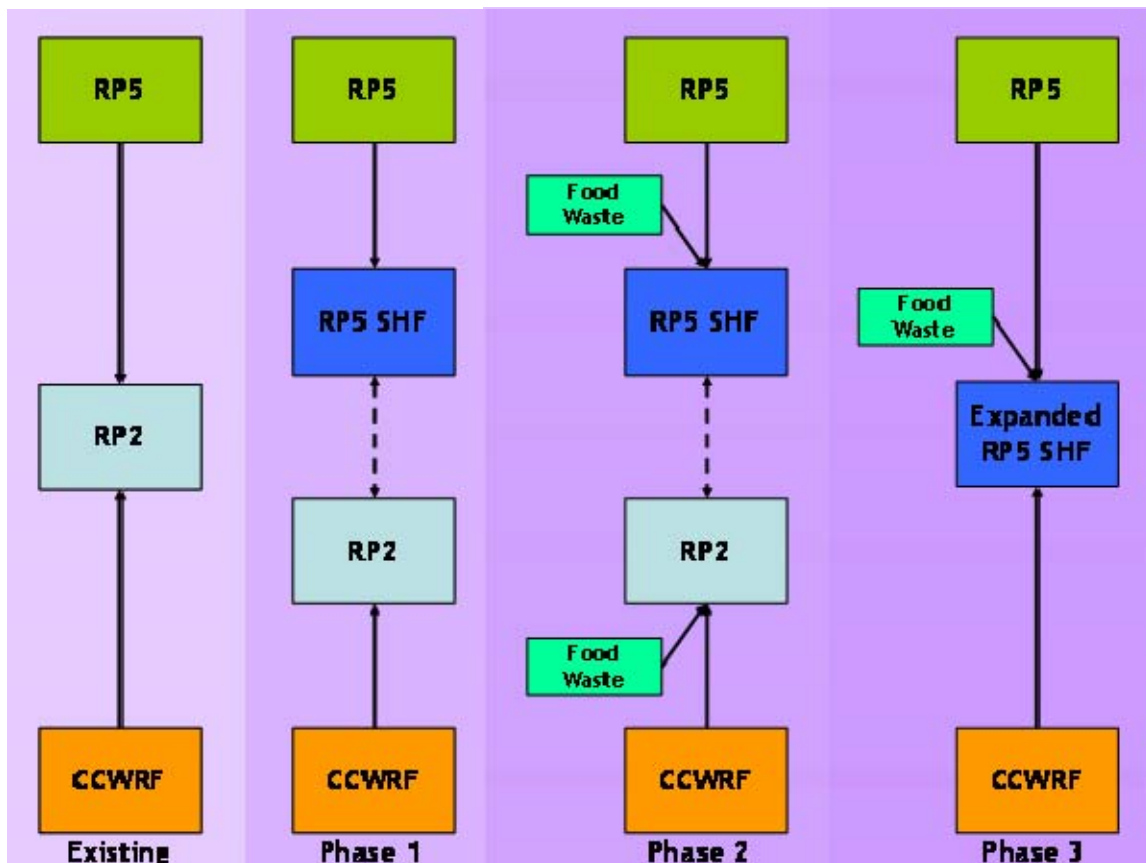 RP5
RP2
CCWRF
Existing
RP5
RP5 SHF
RP2
CCWRF
Phase 1
RP5
Food
Waste
RP5 SHF
RP2
Food
Waste
CCWRF
Phase 2
RP5
Food
Waste
Expanded
RP5 SHF
CCWRF
Phase 3